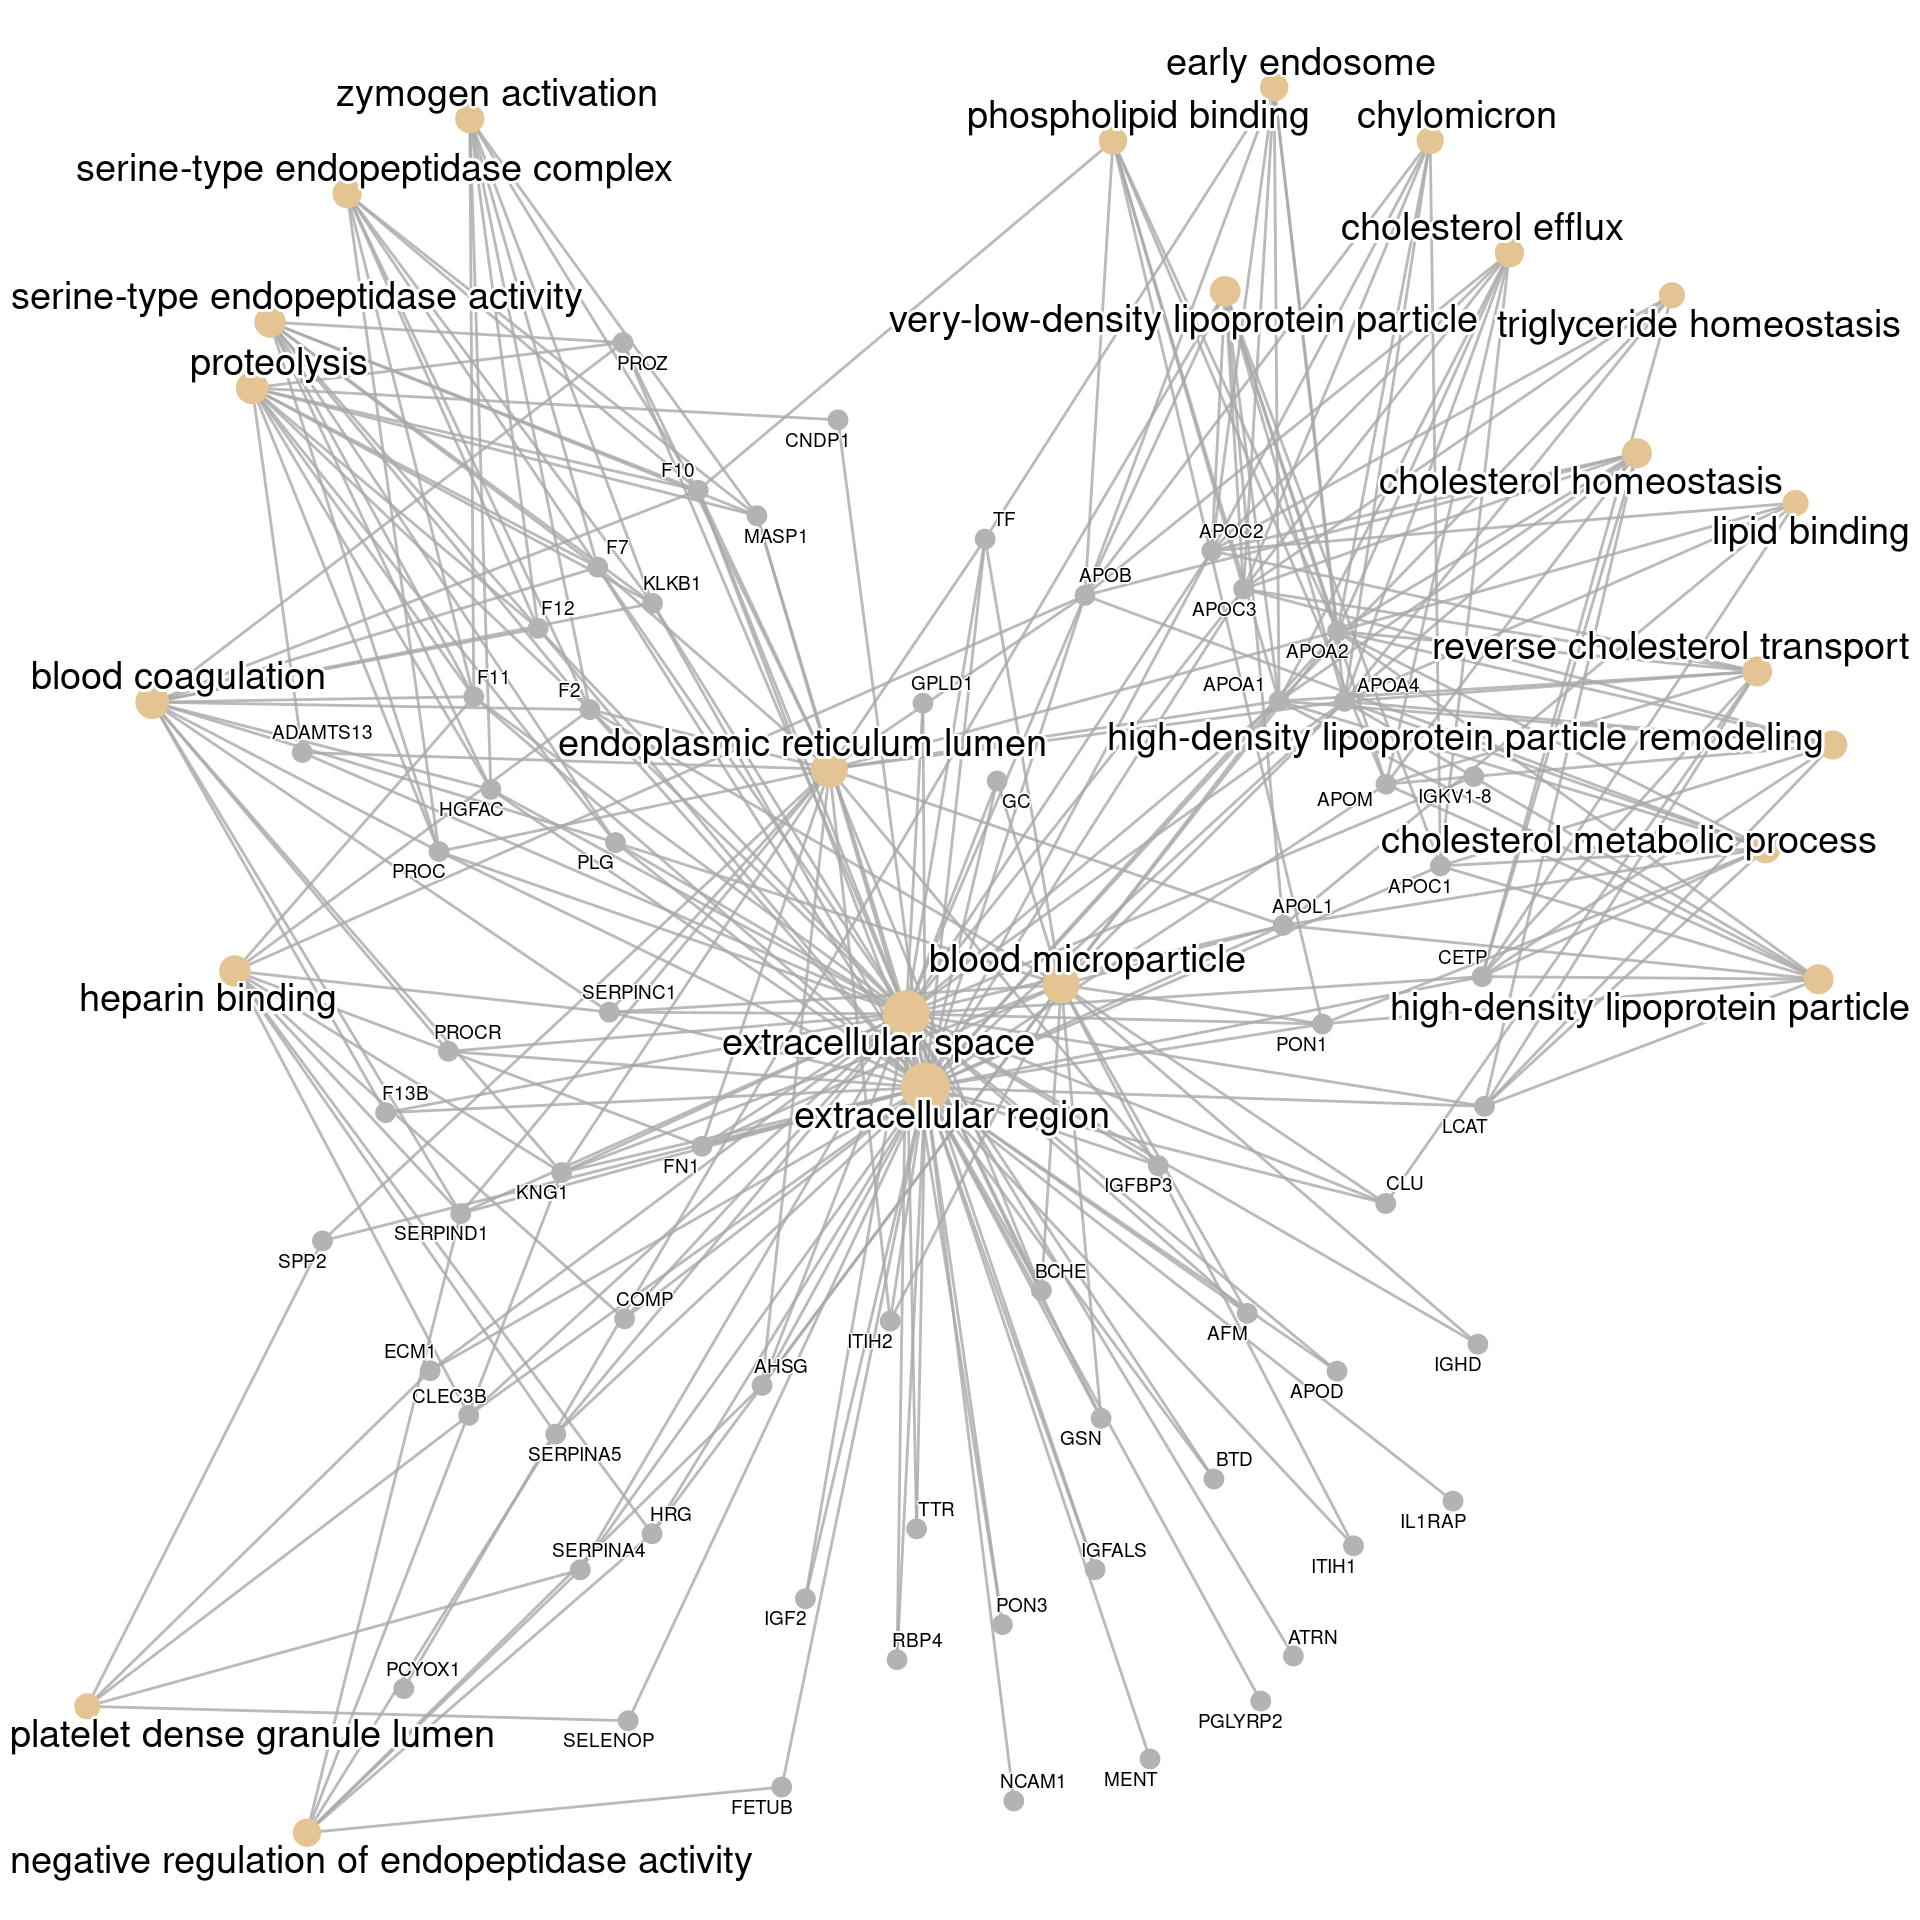 early endosome
zymogen activation
phospholipid binding
chylomicron
serine-type endopeptidase complex
cholesterol efflux
serine-type endopeptidase activity
very-low-density lipoprotein particle
triglyceride homeostasis
proteolysis
PROZ
CNDP1
F10
cholesterol homeostasis
MASP1
TF
APOC2
lipid binding
F7
KLKB1
APOB
F12
APOC3
APOA2
reverse cholesterol transport
blood coagulation
F11
F2
GPLD1
APOA1
APOA4
ADAMTS13
endoplasmic reticulum lumen
high-density lipoprotein particle remodeling
HGFAC
GC
APOM
IGKV1-8
PROC
PLG
cholesterol metabolic process
APOC1
APOL1
blood microparticle
CETP
heparin binding
SERPINC1
high-density lipoprotein particle
PROCR
extracellular space
PON1
F13B
extracellular region
LCAT
FN1
KNG1
IGFBP3
CLU
SERPIND1
SPP2
BCHE
COMP
ITIH2
AFM
ECM1
AHSG
IGHD
CLEC3B
APOD
SERPINA5
GSN
BTD
HRG
TTR
IL1RAP
SERPINA4
IGFALS
ITIH1
IGF2
PON3
RBP4
ATRN
PCYOX1
platelet dense granule lumen
SELENOP
PGLYRP2
NCAM1
MENT
FETUB
negative regulation of endopeptidase activity